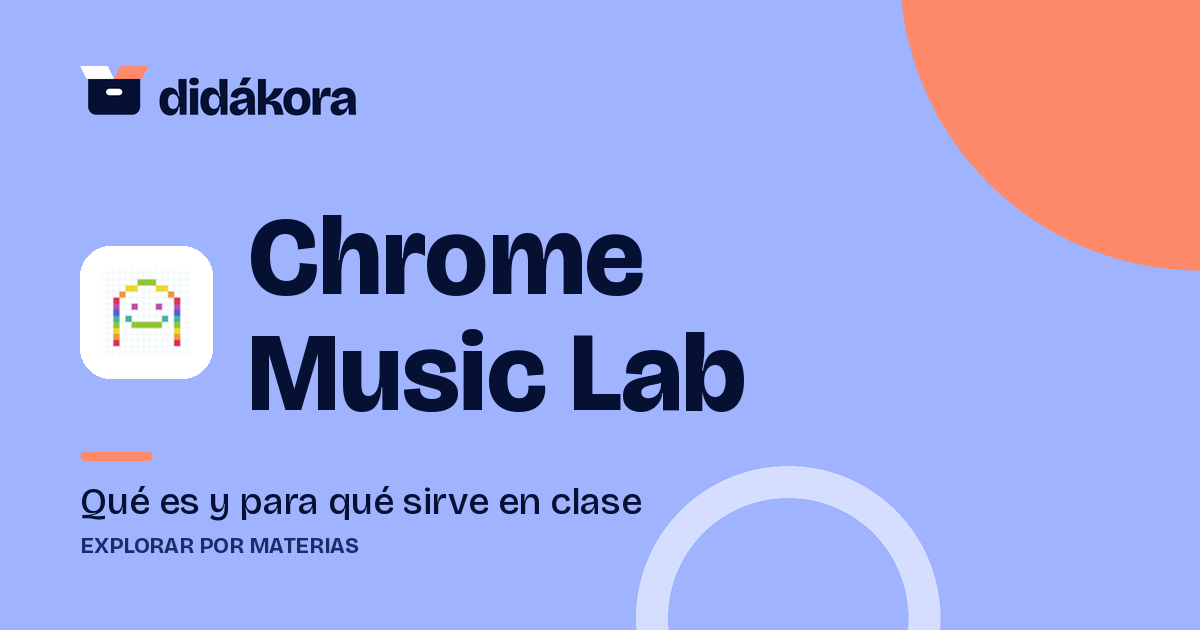 didákora
Chrome
Music Lab
Qué es y para qué sirve en clase
EXPLORAR POR MATERIAS